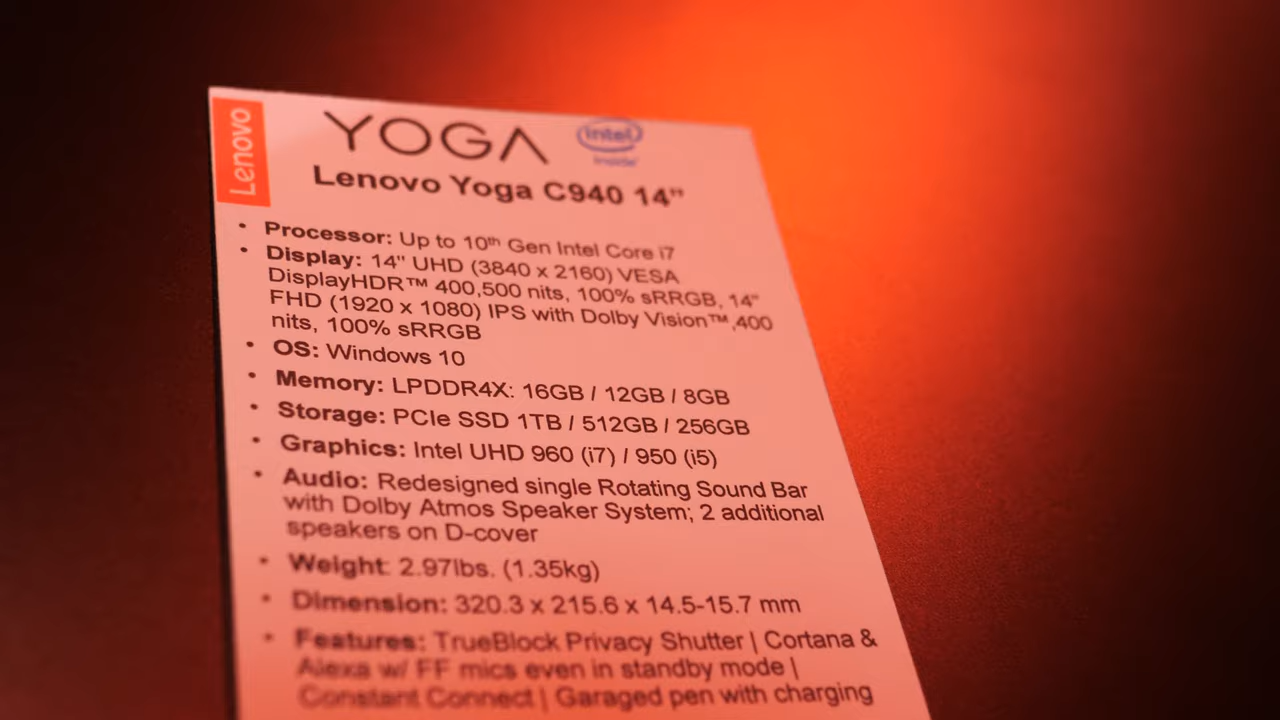 Lenovo
YOGA
intel
inside
Lenovo Yoga C940 14”
• Processor: Up to 10th Gen Intel Core i7
• Display: 14" UHD (3840 x 2160) VESA
DisplayHDR™ 400,500 nits, 100% sRRGB, 14"
FHD (1920 x 1080) IPS with Dolby Vision™,400
nits, 100% sRRGB
• OS: Windows 10
• Memory: LPDDR4X: 16GB / 12GB / 8GB
• Storage: PCIe SSD 1TB / 512GB / 256GB
• Graphics: Intel UHD 960 (i7) / 950 (i5)
• Audio: Redesigned single Rotating Sound Bar
with Dolby Atmos Speaker System; 2 additional
speakers on D-cover
• Weight: 2.97lbs. (1.35kg)
• Dimension: 320.3 x 215.6 x 14.5-15.7 mm
• Features: TrueBlock Privacy Shutter | Cortana &
Alexa w/ FF mics even in standby mode |
Constant Connect | Garaged pen with charging